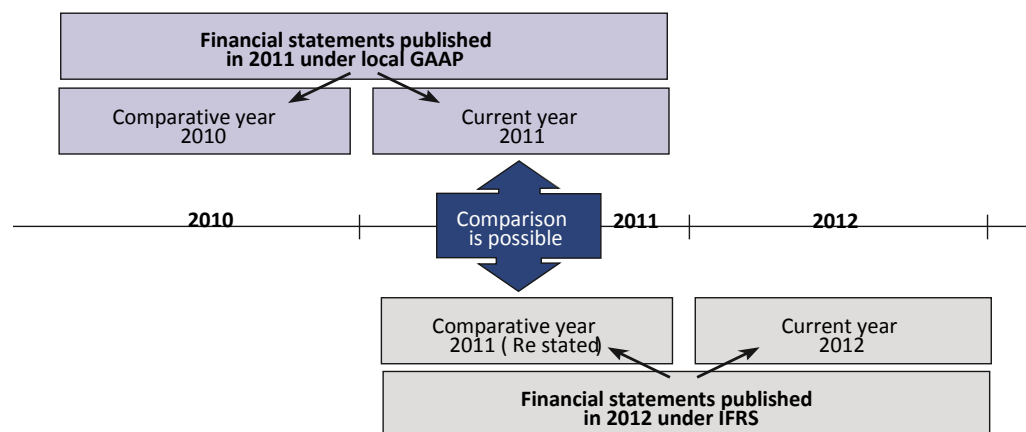 Financial statements published
in 2011 under local GAAP
Comparative year
2010
Current year
2011
2010
Comparison
is possible
2011
2012
Comparative year
2011 ( Re stated)
Current year
2012
Financial statements published
in 2012 under IFRS